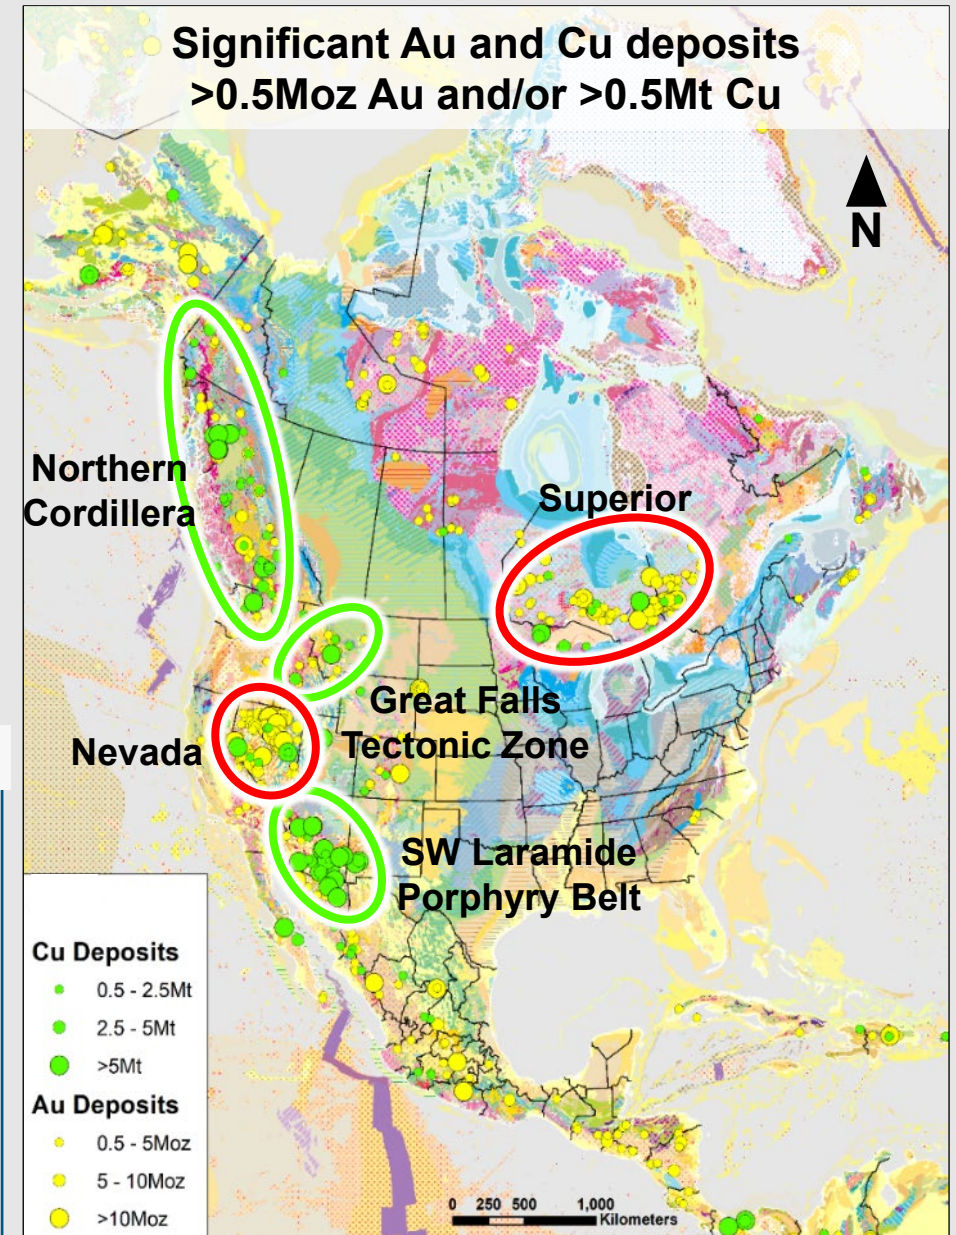 Significant Au and Cu deposits
>0.5Moz Au and/or >0.5Mt Cu
N
Northern
Cordillera
Superior
Great Falls
Tectonic Zone
Nevada
SW Laramide
Porphyry Belt
Cu Deposits
0.5 - 2.5Mt
2.5 - 5Mt
>5Mt
Au Deposits
0.5 - 5Moz
5 - 10Moz
>10Moz
0 250 500 1,000
Kilometers